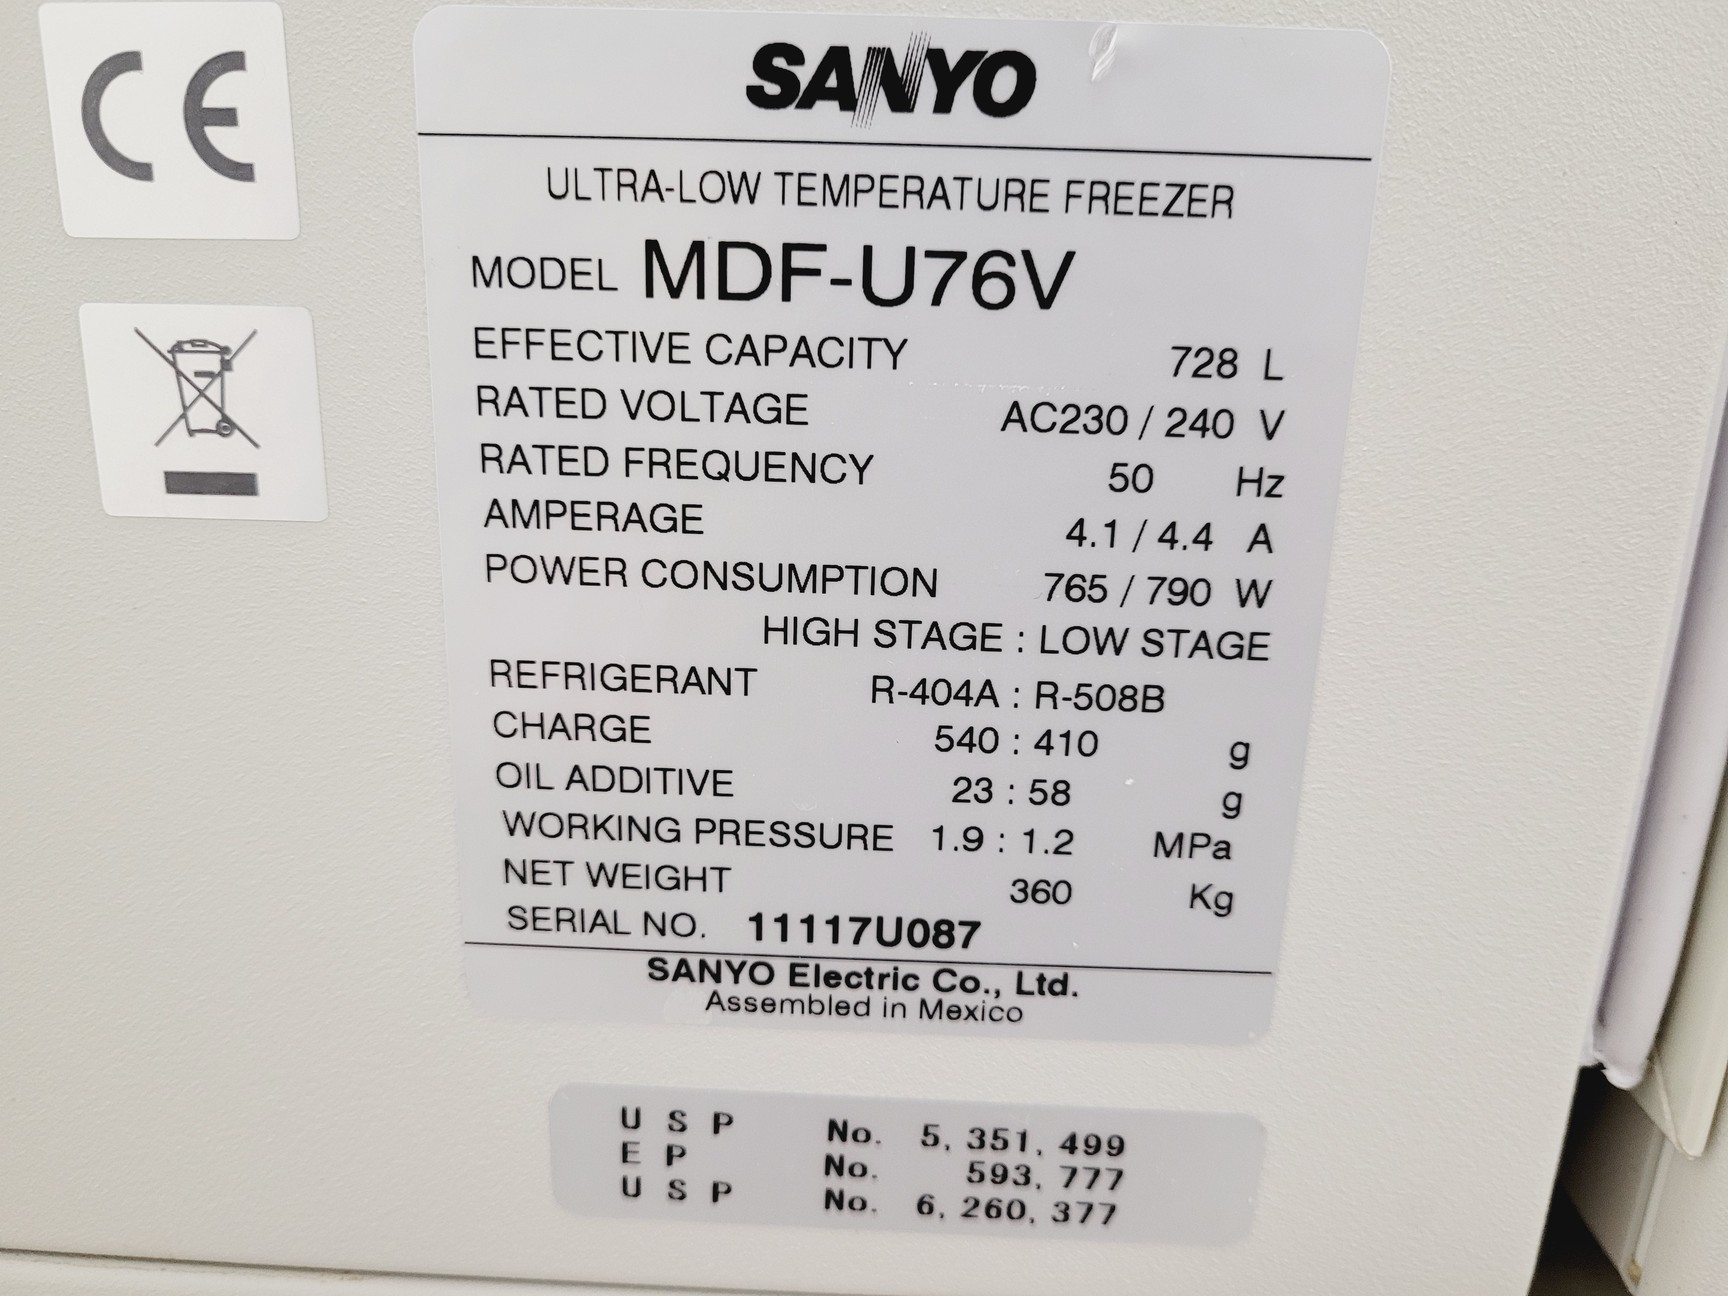 CE
SANYO
ULTRA-LOW TEMPERATURE FREEZER
MODEL MDF-U76V
EFFECTIVE CAPACITY 728 L
RATED VOLTAGE AC230 / 240 V
RATED FREQUENCY 50 Hz
AMPERAGE 4.1 / 4.4 A
POWER CONSUMPTION 765 / 790 W
HIGH STAGE : LOW STAGE
REFRIGERANT R-404A : R-508B
CHARGE 540 : 410 g
OIL ADDITIVE 23 : 58 g
WORKING PRESSURE 1.9 : 1.2 MPa
NET WEIGHT 360 Kg
SERIAL NO. 11117U087
SANYO Electric Co., Ltd.
Assembled in Mexico
U S P No. 5, 351, 499
E P No. 593, 777
U S P No. 6, 260, 377